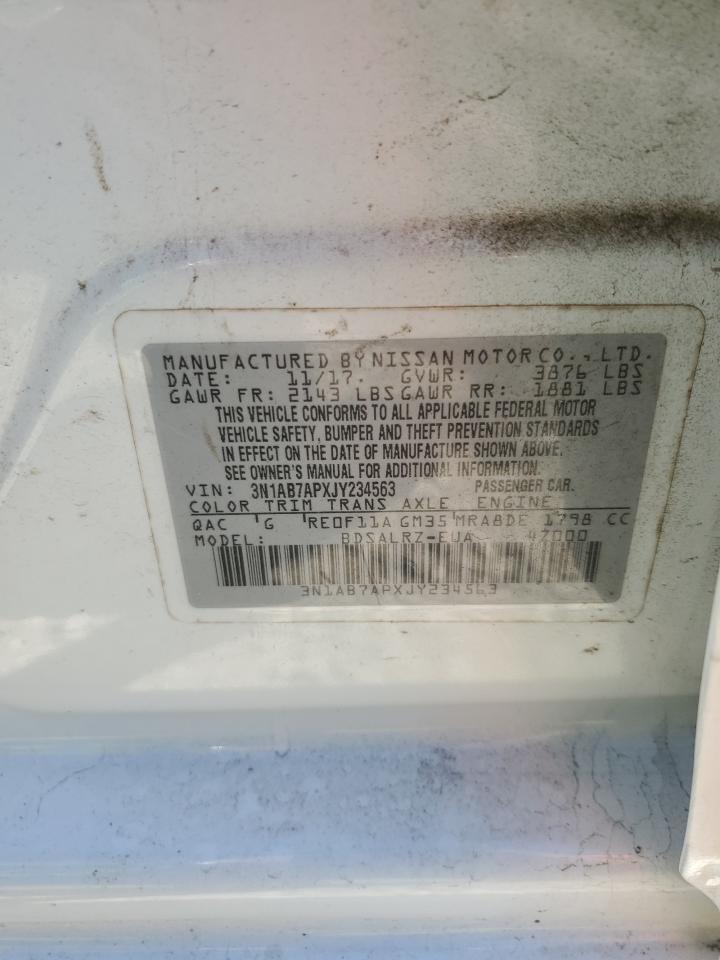 MANUFACTURED BY NISSAN MOTOR CO., LTD.
DATE: 11/17. GVWR: 3876 LBS
GAWR FR: 2143 LBS GAWR RR: 1881 LBS
THIS VEHICLE CONFORMS TO ALL APPLICABLE FEDERAL MOTOR
VEHICLE SAFETY, BUMPER AND THEFT PREVENTION STANDARDS
IN EFFECT ON THE DATE OF MANUFACTURE SHOWN ABOVE.
SEE OWNER'S MANUAL FOR ADDITIONAL INFORMATION.
VIN: 3N1AB7APXJY234563 PASSENGER CAR.
COLOR TRIM TRANS AXLE ENGINE
QAC G RE0F11A GM35 MRA8DE 1798 CC
MODEL: BDSALRZ-EUA 47000
3N1AB7APXJY234563